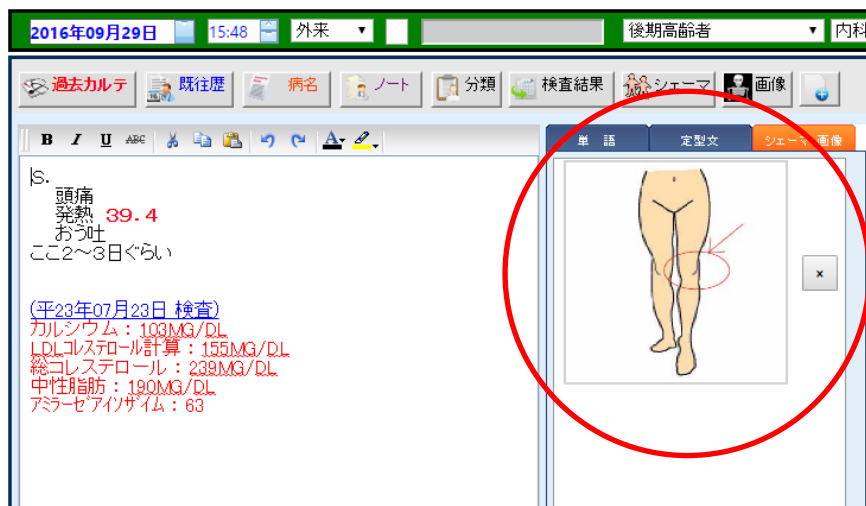 2016年09月29日 15:48 外来 後期高齢者 内科
過去カルテ 既往歴 病名 ノート 分類 検査結果 シェーマ 画像
B I U ABC A
単 語 定型文 シェーマ 画像
S.
頭痛
発熱 39.4
おう吐
ここ2〜3日ぐらい
(平23年07月23日 検査)
カルシウム : 103MG/DL
LDLコレステロール計算 : 155MG/DL
総コレステロール : 239MG/DL
中性脂肪 : 190MG/DL
アミラーゼアイソザイム : 63
×